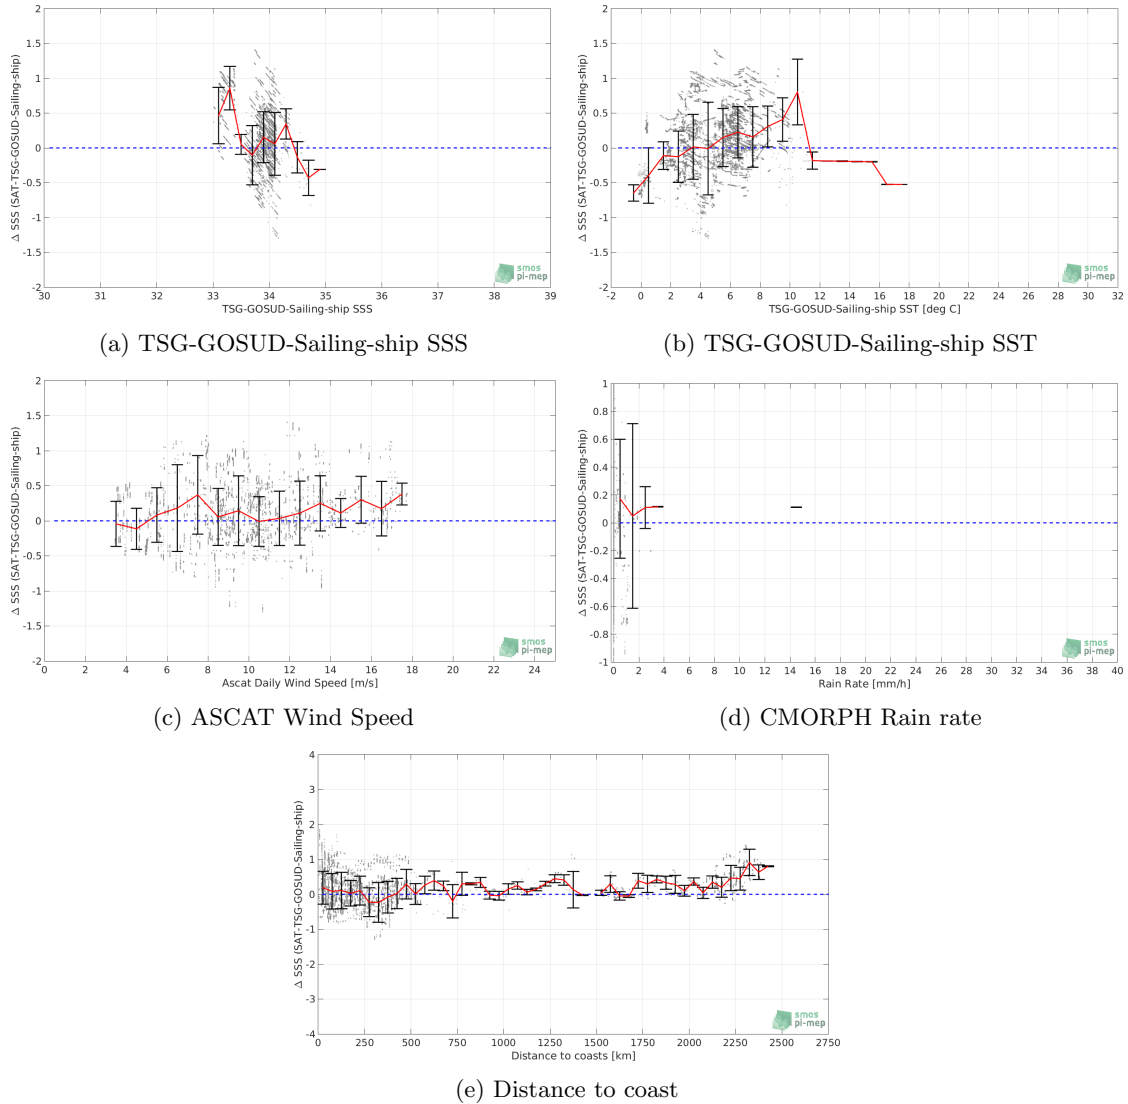 2
1.5
1
0.5
0
-0.5
-1
-1.5
-2
Δ SSS (SAT-TSG-GOSUD-Sailing-ship)
30 31 32 33 34 35 36 37 38 39
TSG-GOSUD-Sailing-ship SSS
smos
pi-mep
(a) TSG-GOSUD-Sailing-ship SSS
2
1.5
1
0.5
0
-0.5
-1
-1.5
-2
Δ SSS (SAT-TSG-GOSUD-Sailing-ship)
-2 0 2 4 6 8 10 12 14 16 18 20 22 24 26 28 30 32
TSG-GOSUD-Sailing-ship SST [deg C]
smos
pi-mep
(b) TSG-GOSUD-Sailing-ship SST
2
1.5
1
0.5
0
-0.5
-1
-1.5
-2
Δ SSS (SAT-TSG-GOSUD-Sailing-ship)
0 2 4 6 8 10 12 14 16 18 20 22 24
Ascat Daily Wind Speed [m/s]
smos
pi-mep
(c) ASCAT Wind Speed
1
0.8
0.6
0.4
0.2
0
-0.2
-0.4
-0.6
-0.8
-1
Δ SSS (SAT-TSG-GOSUD-Sailing-ship)
0 2 4 6 8 10 12 14 16 18 20 22 24 26 28 30 32 34 36 38 40
Rain Rate [mm/h]
smos
pi-mep
(d) CMORPH Rain rate
4
3
2
1
0
-1
-2
-3
-4
Δ SSS (SAT-TSG-GOSUD-Sailing-ship)
0 250 500 750 1000 1250 1500 1750 2000 2250 2500 2750
Distance to coasts [km]
smos
pi-mep
(e) Distance to coast